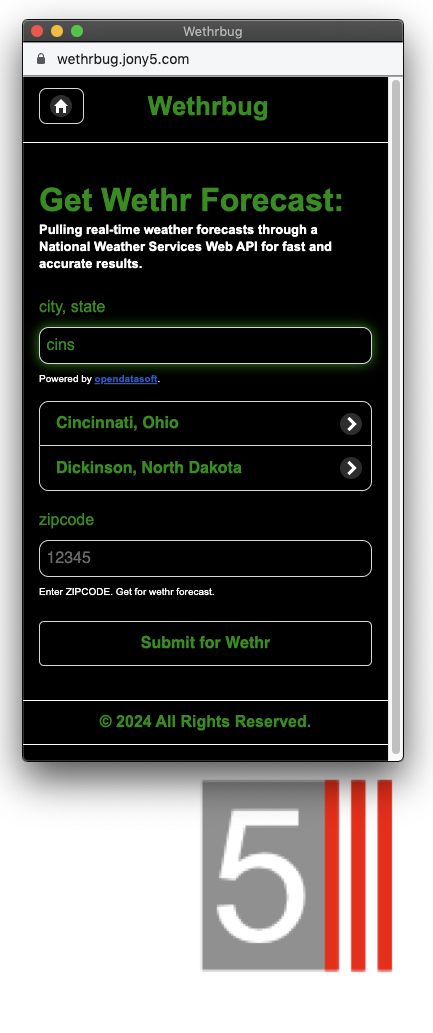 Wethrbug
wethrbug.jony5.com
Wethrbug
Get Wethr Forecast:
Pulling real-time weather forecasts through a
National Weather Services Web API for fast and
accurate results.
city, state
cins
Powered by opendatasoft.
Cincinnati, Ohio
Dickinson, North Dakota
zipcode
12345
Enter ZIPCODE. Get for wethr forecast.
Submit for Wethr
© 2024 All Rights Reserved.
5